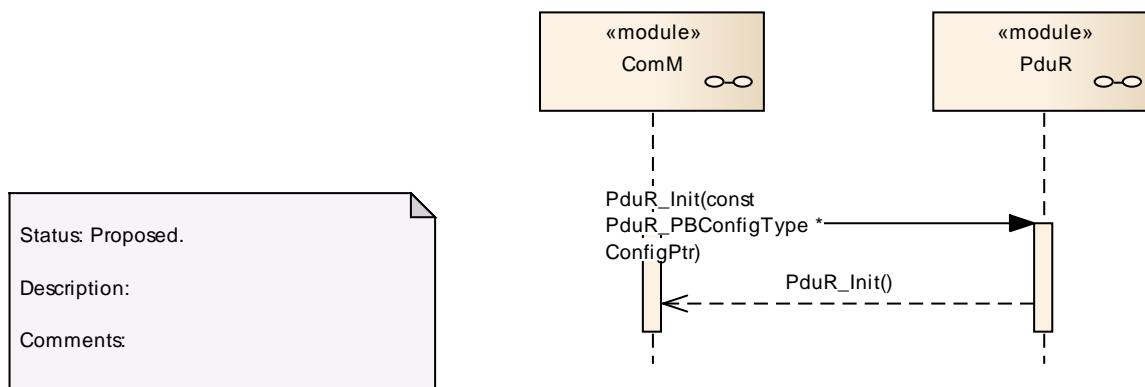 «module»
ComM
«module»
PduR
PduR_Init(const
PduR_PBConfigType *
ConfigPtr)
PduR_Init()
Status: Proposed.
Description:
Comments: